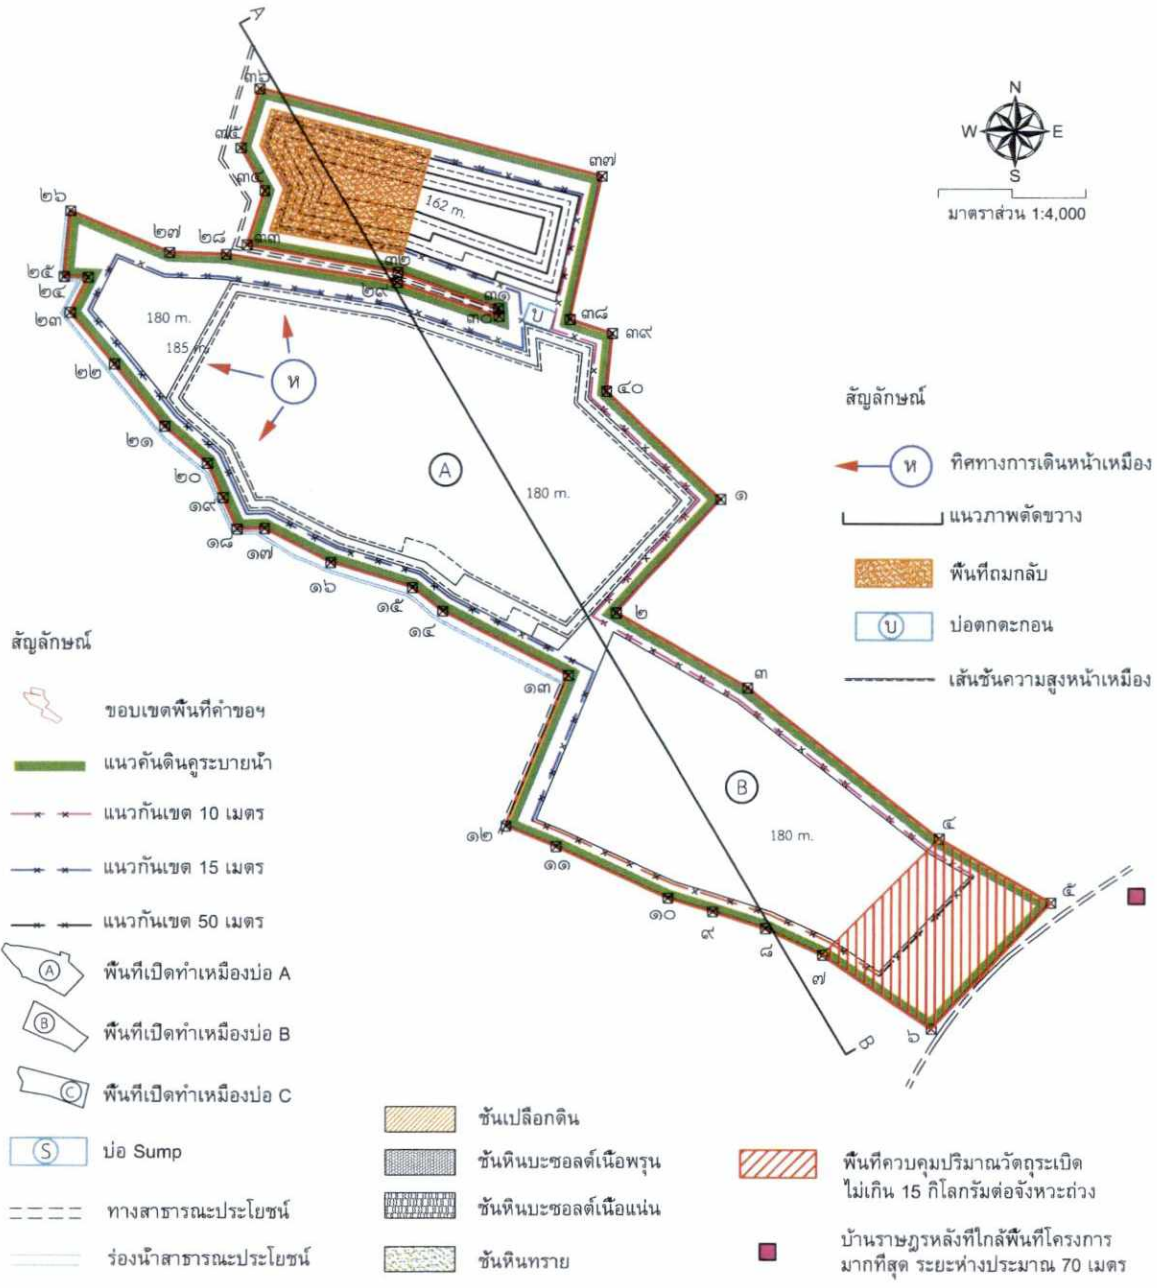 A
๓๖
N
W E
S
มาตราส่วน 1:4,000
๓๕
๓๗
๓๔
162 m.
๒๖
๒๗
๒๘
๓๓
๓๒
๒๙
๓๑
๓๐
บ
๓๘
๓๙
๒๕
๒๔
๒๓
180 m.
185 m.
ห
๒๒
๔๐
๒๑
A
180 m.
๑
๒๐
๑๙
๑๘
๑๗
๑๖
๑๕
๑๔
๒
๑๓
๓
B
180 m.
๑๒
๑๑
๔
๑๐
๙
๘
๗
๕
๖
B
สัญลักษณ์
ห ทิศทางการเดินหน้าเหมือง
แนวภาพตัดขวาง
พื้นที่ถมกลับ
บ บ่อตกตะกอน
เส้นชั้นความสูงหน้าเหมือง
สัญลักษณ์
ขอบเขตพื้นที่คำขอฯ
แนวคันดินคูระบายน้ำ
แนวกันเขต 10 เมตร
แนวกันเขต 15 เมตร
แนวกันเขต 50 เมตร
A พื้นที่เปิดทำเหมืองบ่อ A
B พื้นที่เปิดทำเหมืองบ่อ B
C พื้นที่เปิดทำเหมืองบ่อ C
S บ่อ Sump
ทางสาธารณะประโยชน์
ร่องน้ำสาธารณะประโยชน์
ชั้นเปลือกดิน
ชั้นหินบะซอลต์เนื้อพรุน
ชั้นหินบะซอลต์เนื้อแน่น
ชั้นหินทราย
พื้นที่ควบคุมปริมาณวัตถุระเบิด
ไม่เกิน 15 กิโลกรัมต่อจังหวะถ่วง
บ้านราษฎรหลังที่ใกล้พื้นที่โครงการ
มากที่สุด ระยะห่างประมาณ 70 เมตร